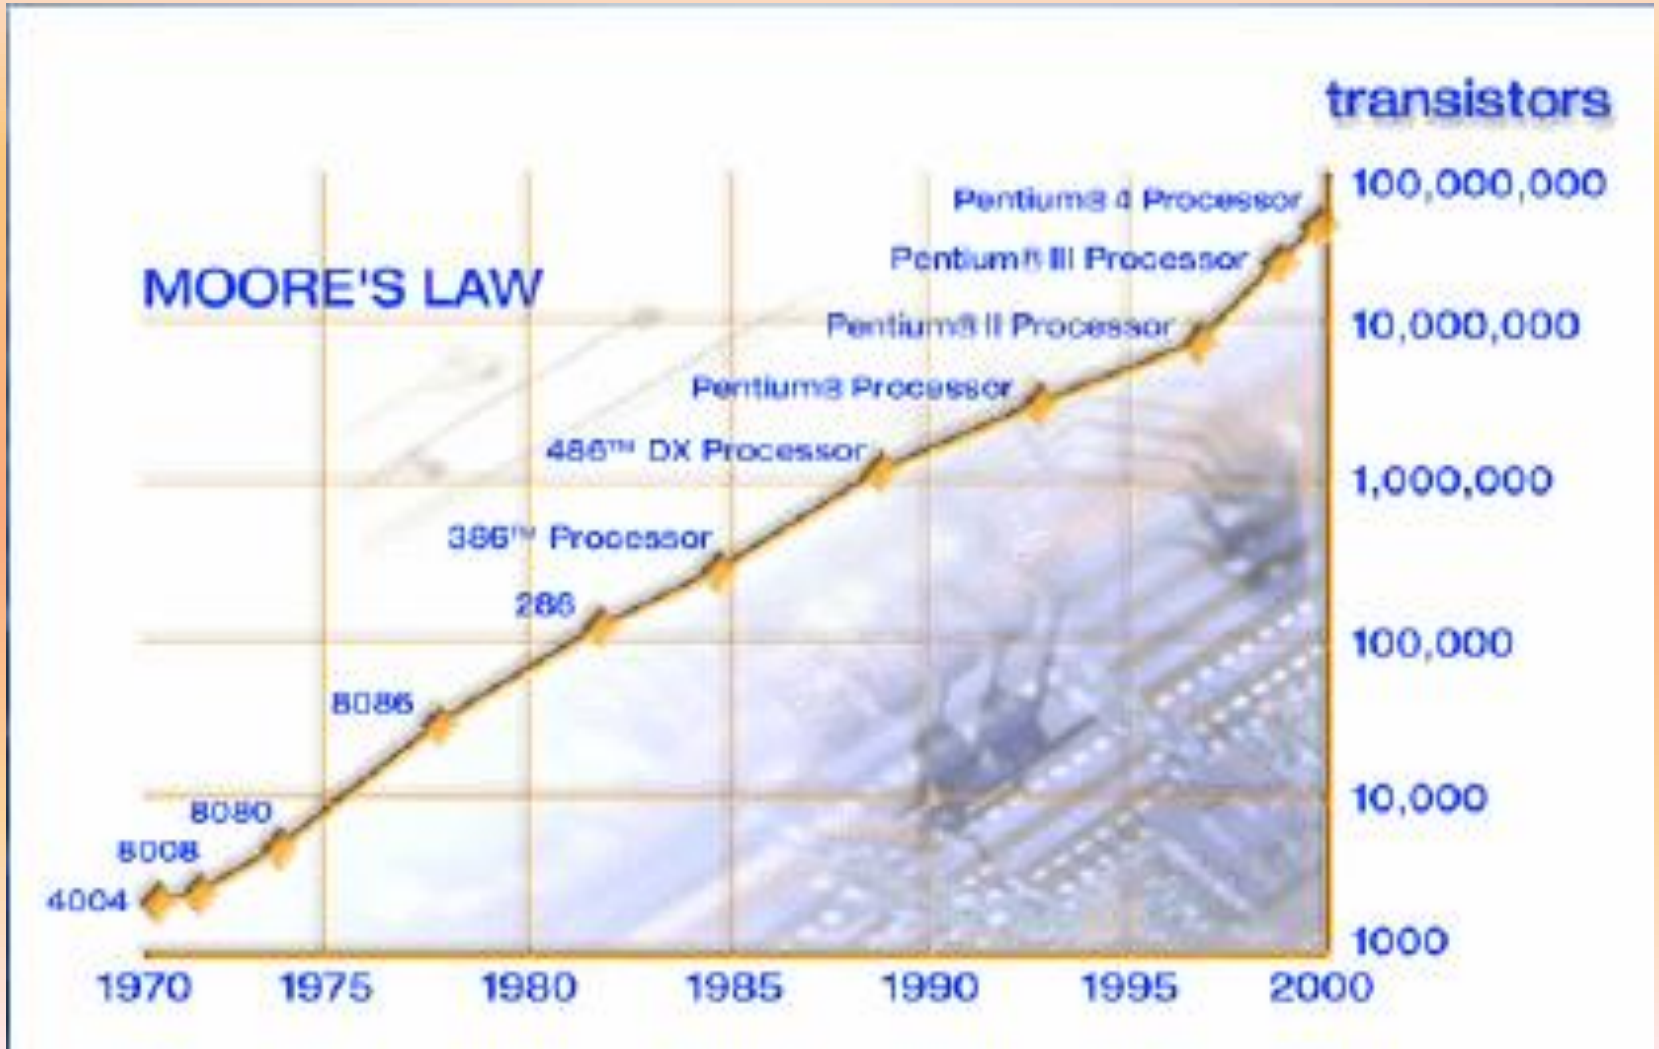 transistors
100,000,000
Pentium® 4 Processor
Pentium® III Processor
MOORE'S LAW
Pentium® II Processor
10,000,000
Pentium® Processor
486™ DX Processor
1,000,000
386™ Processor
286
100,000
8086
10,000
8080
8008
4004
1000
1970 1975 1980 1985 1990 1995 2000